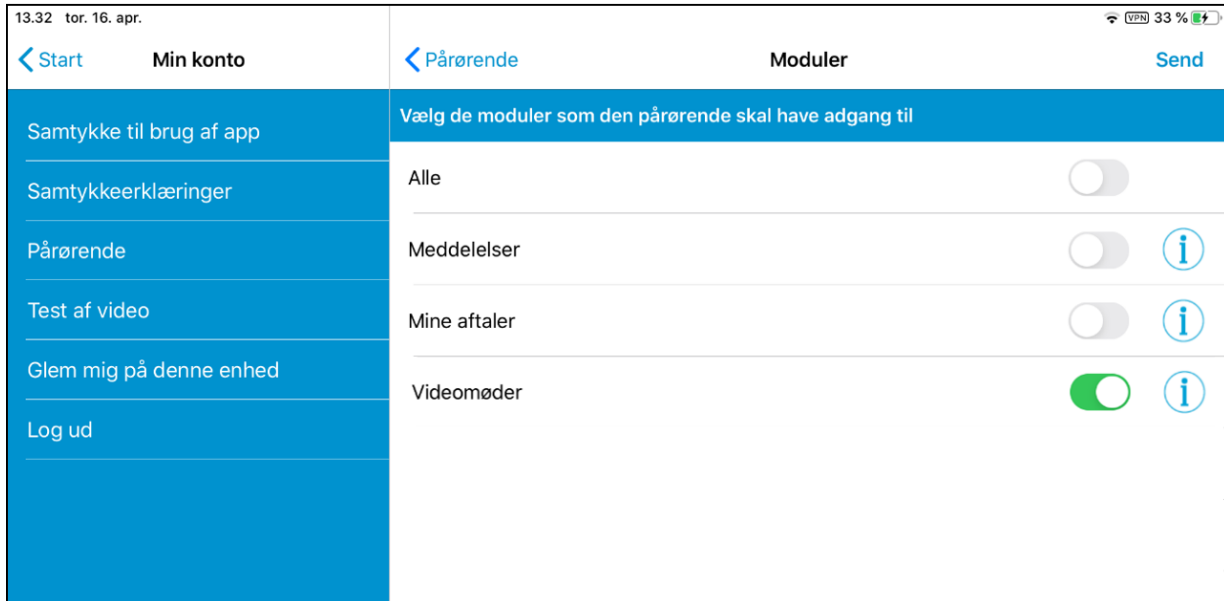 13.32 tor. 16. apr.
VPN 33 %
Start
Min konto
Pårørende
Moduler
Send
Samtykke til brug af app
Samtykkeerklæringer
Pårørende
Test af video
Glem mig på denne enhed
Log ud
Vælg de moduler som den pårørende skal have adgang til
Alle
Meddelelser
i
Mine aftaler
i
Videomøder
i